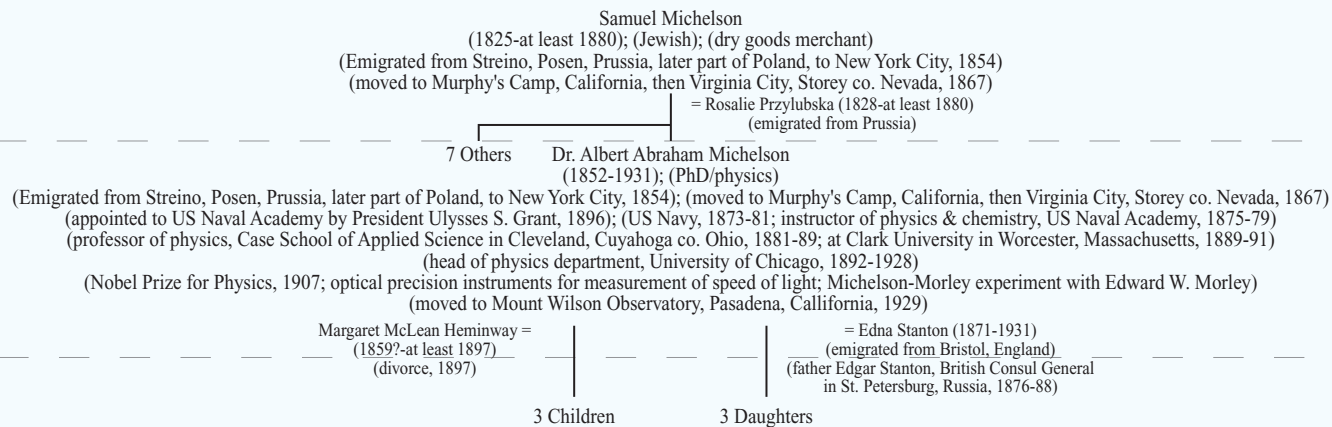 Samuel Michelson
(1825-at least 1880); (Jewish); (dry goods merchant)
(Emigrated from Streino, Posen, Prussia, later part of Poland, to New York City, 1854)
(moved to Murphy's Camp, California, then Virginia City, Storey co. Nevada, 1867)
= Rosalie Przylubska (1828-at least 1880)
(emigrated from Prussia)
7 Others
Dr. Albert Abraham Michelson
(1852-1931); (PhD/physics)
(Emigrated from Streino, Posen, Prussia, later part of Poland, to New York City, 1854); (moved to Murphy's Camp, California, then Virginia City, Storey co. Nevada, 1867)
(appointed to US Naval Academy by President Ulysses S. Grant, 1896); (US Navy, 1873-81; instructor of physics & chemistry, US Naval Academy, 1875-79)
(professor of physics, Case School of Applied Science in Cleveland, Cuyahoga co. Ohio, 1881-89; at Clark University in Worcester, Massachusetts, 1889-91)
(head of physics department, University of Chicago, 1892-1928)
(Nobel Prize for Physics, 1907; optical precision instruments for measurement of speed of light; Michelson-Morley experiment with Edward W. Morley)
(moved to Mount Wilson Observatory, Pasadena, Callifornia, 1929)
Margaret McLean Heminway =
(1859?-at least 1897)
(divorce, 1897)
= Edna Stanton (1871-1931)
(emigrated from Bristol, England)
(father Edgar Stanton, British Consul General
in St. Petersburg, Russia, 1876-88)
3 Children
3 Daughters